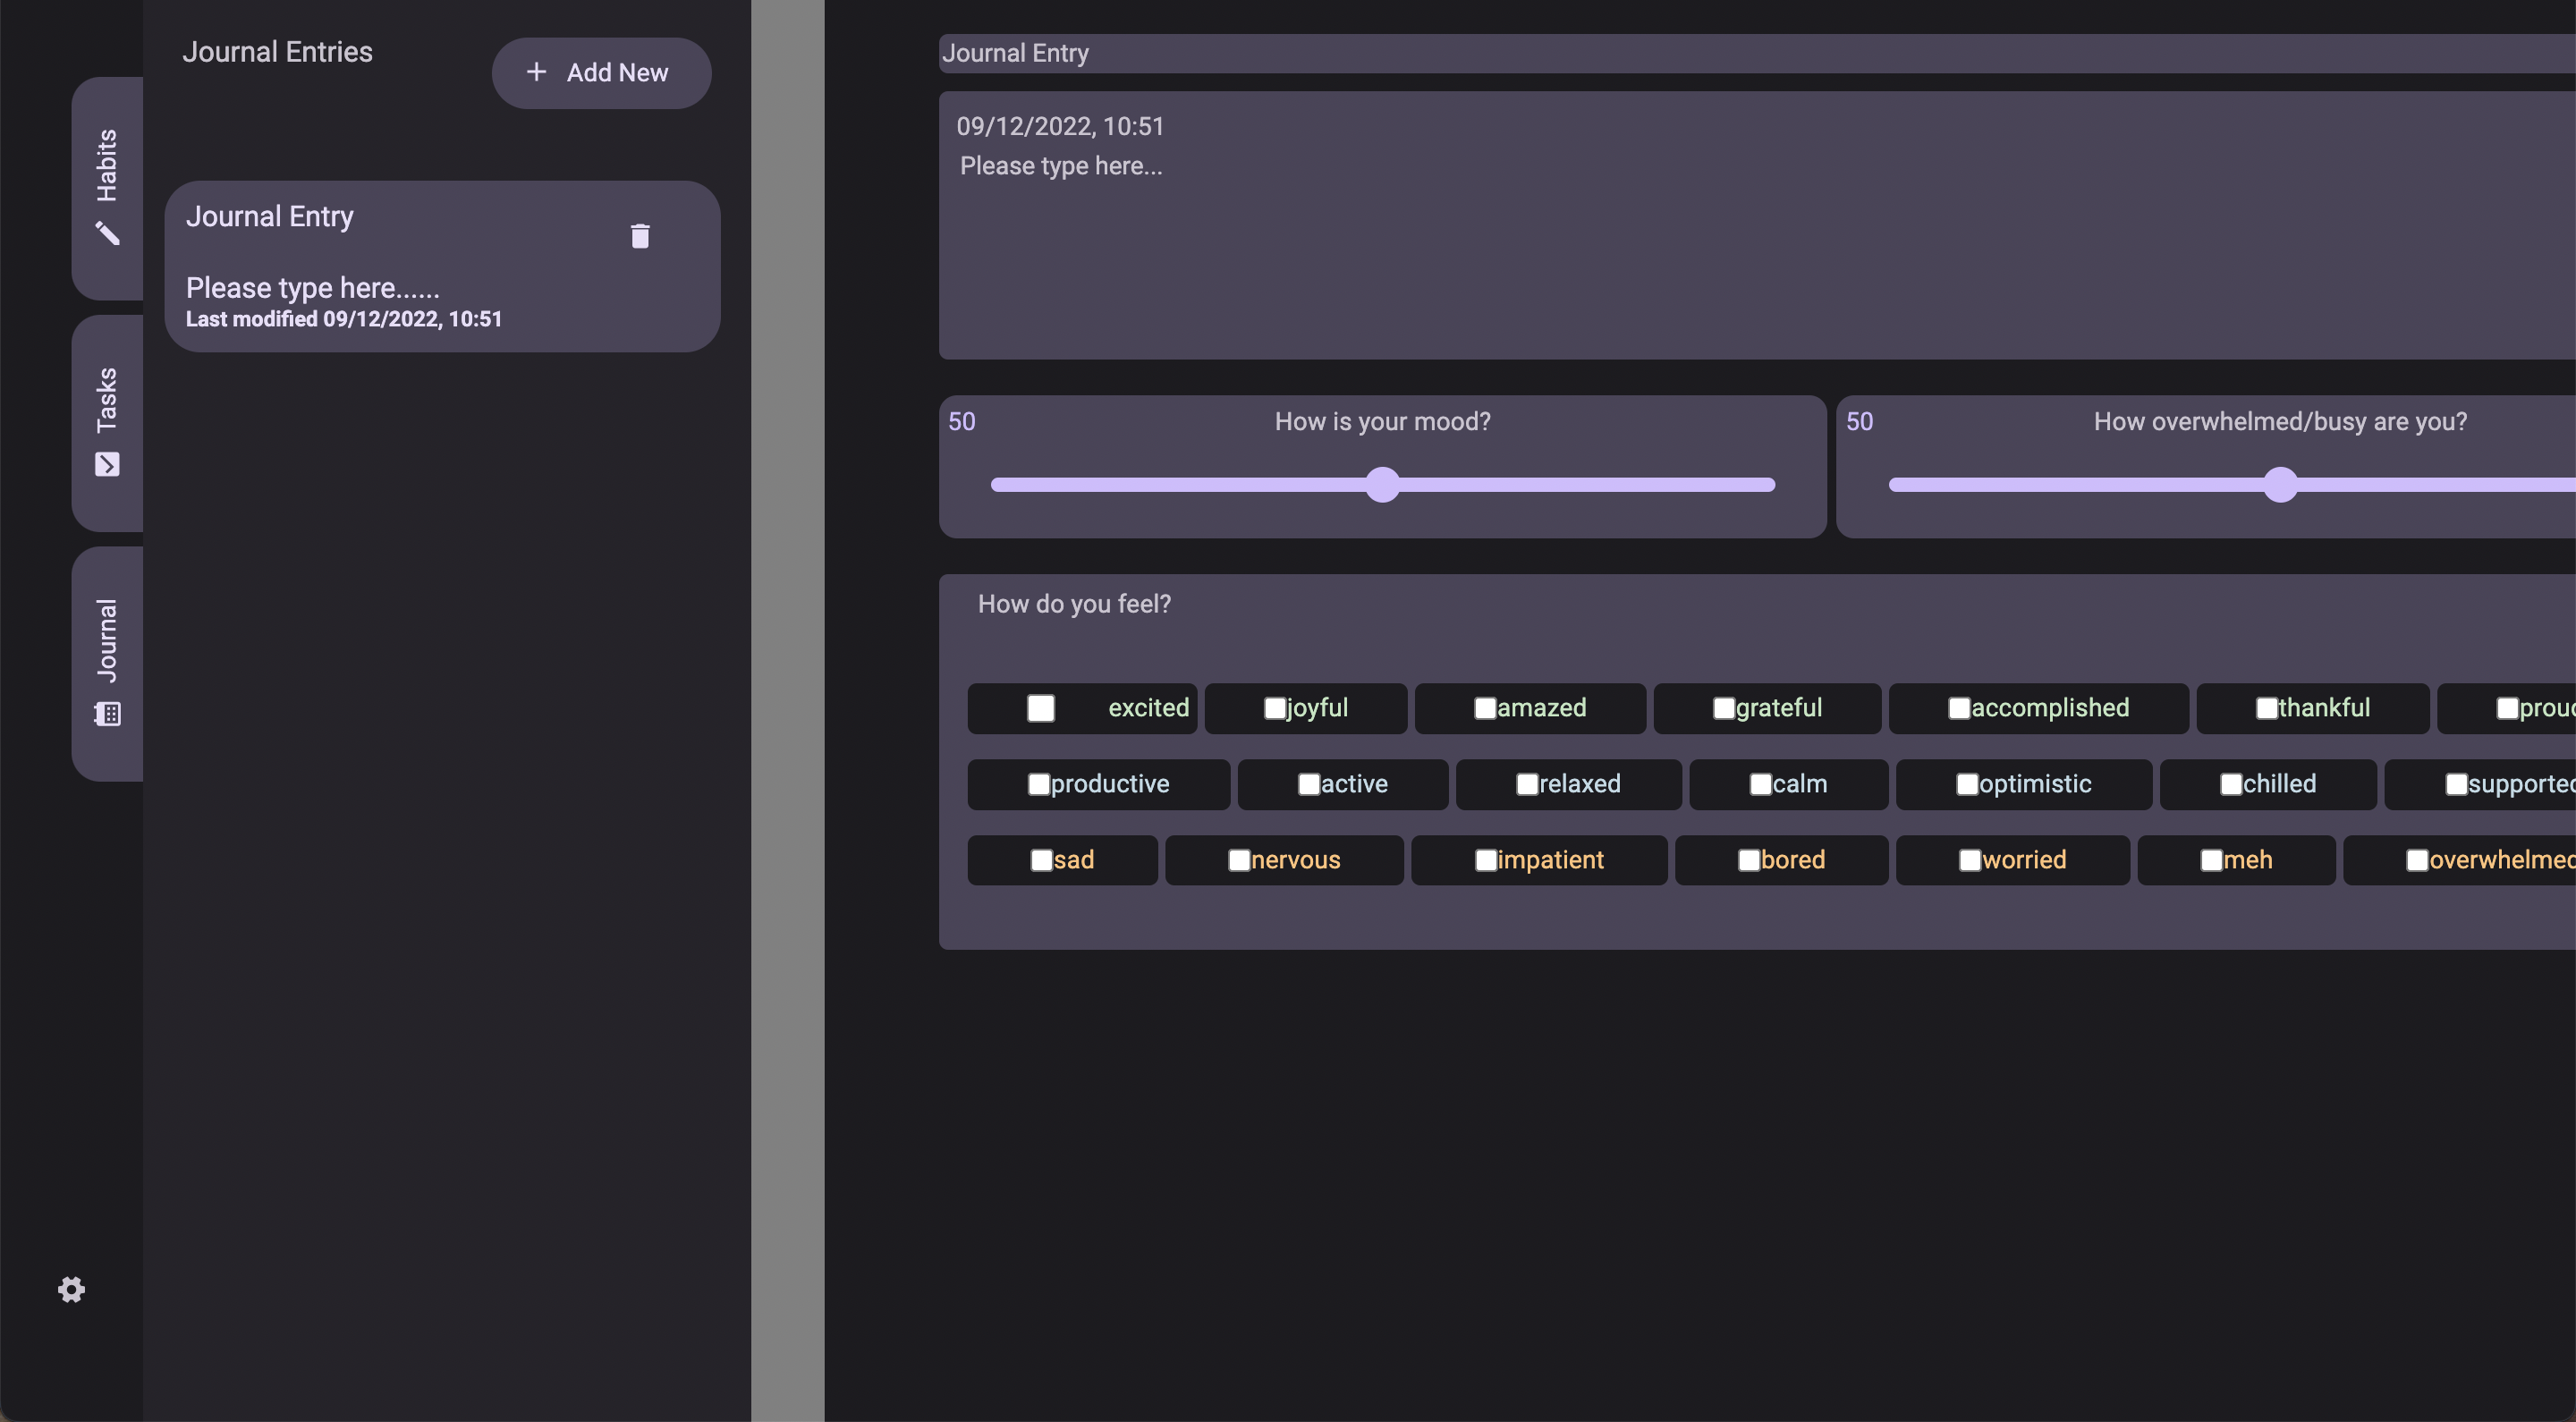 Journal Entries
+ Add New
Habits
Tasks
Journal
Journal Entry
Please type here......
Last modified 09/12/2022, 10:51
Journal Entry
09/12/2022, 10:51
Please type here...
50 How is your mood?
50 How overwhelmed/busy are you?
How do you feel?
excited joyful amazed grateful accomplished thankful
productive active relaxed calm optimistic chilled supported
sad nervous impatient bored worried meh overwhelmed